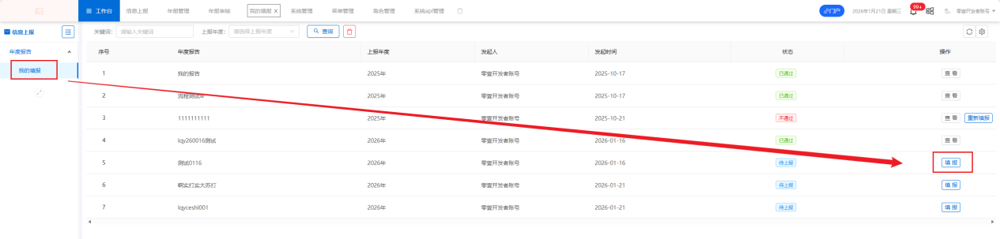 工作台 信息上报 年报管理 年报审核 我的填报 X 系统管理 菜单管理 角色管理 系统api管理 门户 2026年1月21日 星期三 99+ 零壹开发者账号
信息上报 关键词: 请输入关键词 上报年度: 请选择上报年度 查询
年度报告 序号 年度报告 上报年度 发起人 发起时间 状态 操作
我的填报 1 我的报告 2025年 零壹开发者账号 2025-10-17 已通过 查 看
2 流程测试w 2025年 零壹开发者账号 2025-10-17 已通过 查 看
3 1111111111 2025年 零壹开发者账号 2025-10-21 不通过 查 看 重新填报
4 lqy260016测试 2026年 零壹开发者账号 2026-01-16 已通过 查 看
5 测试0116 2026年 零壹开发者账号 2026-01-16 待上报 填 报
6 啊实打实大苏打 2026年 零壹开发者账号 2026-01-21 待上报 填 报
7 lqyceshi001 2026年 零壹开发者账号 2026-01-21 待上报 填 报